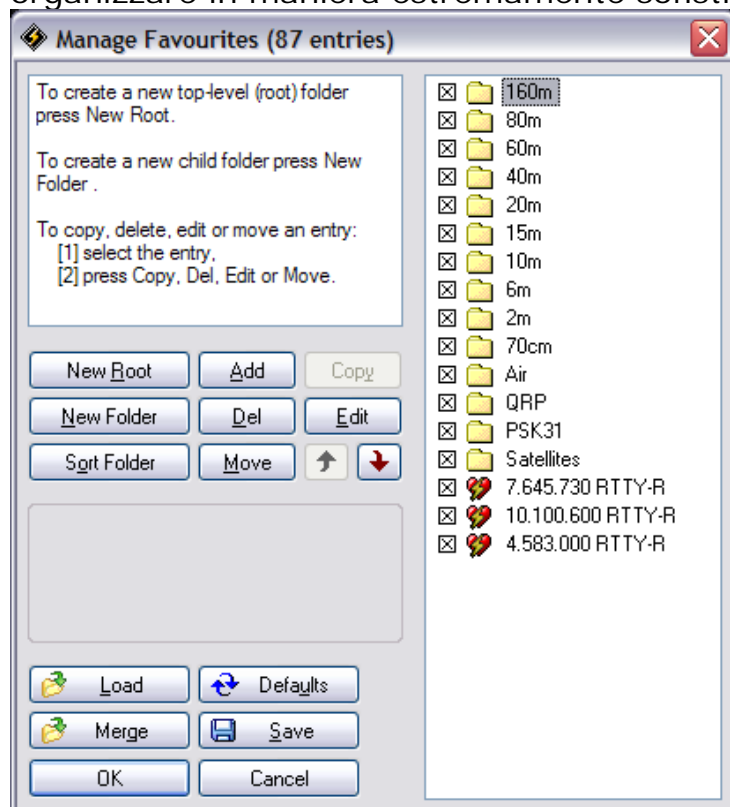 organizzare in maniera estremamente
Manage Favourites (87 entries)
To create a new top-level (root) folder
press New Root.
To create a new child folder press New
Folder .
To copy, delete, edit or move an entry:
[1] select the entry,
[2] press Copy, Del, Edit or Move.
New Root
Add
Copy
New Folder
Del
Edit
Sort Folder
Move
Load
Defaults
Merge
Save
OK
Cancel
160m
80m
60m
40m
20m
15m
10m
6m
2m
70cm
Air
QRP
PSK31
Satellites
7.645.730 RTTY-R
10.100.600 RTTY-R
4.583.000 RTTY-R